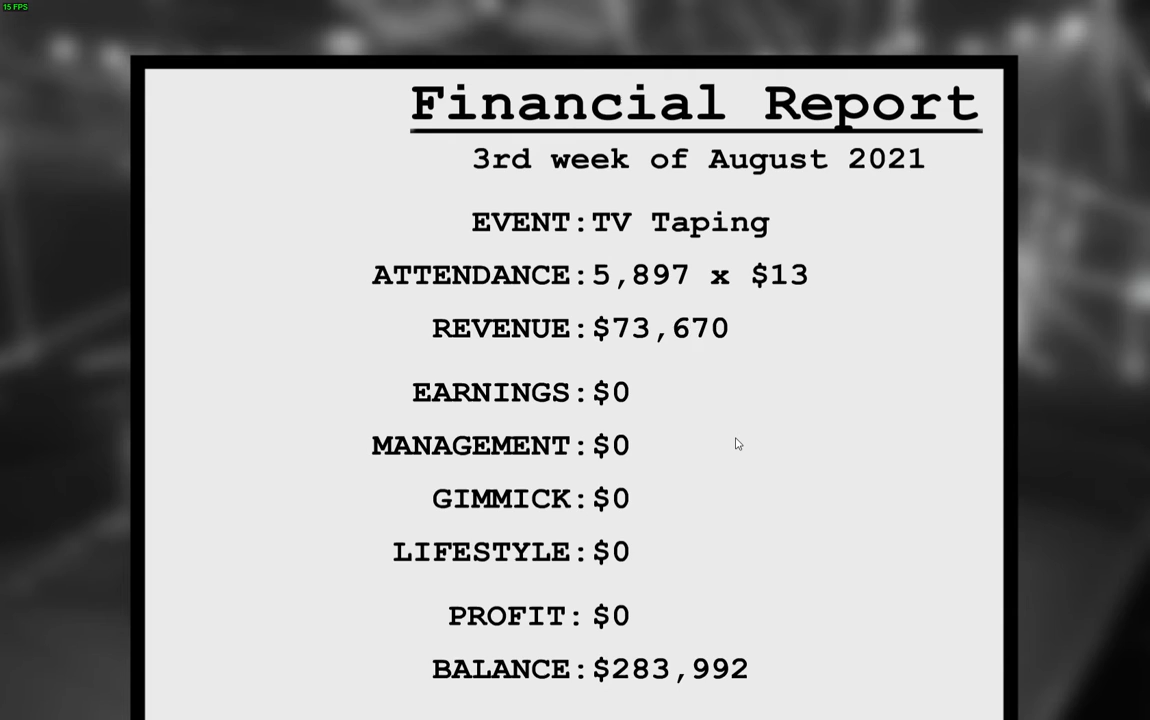 15 FPS
Financial Report
3rd week of August 2021
EVENT: TV Taping
ATTENDANCE: 5,897 x $13
REVENUE: $73,670
EARNINGS: $0
MANAGEMENT: $0
GIMMICK: $0
LIFESTYLE: $0
PROFIT: $0
BALANCE: $283,992